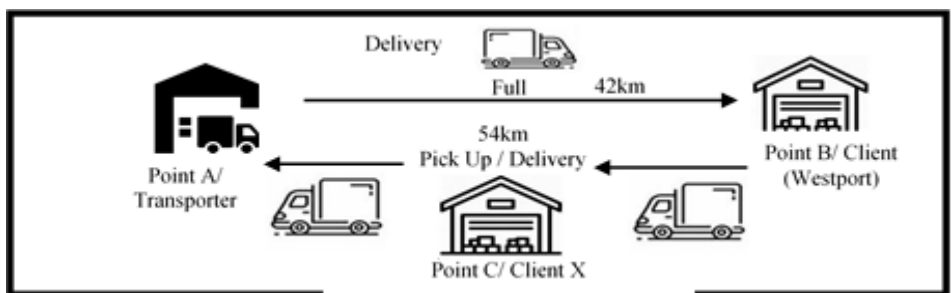 Delivery
Full 42km
54km
Pick Up / Delivery
Point A/
Transporter
Point B/ Client
(Westport)
Point C/ Client X